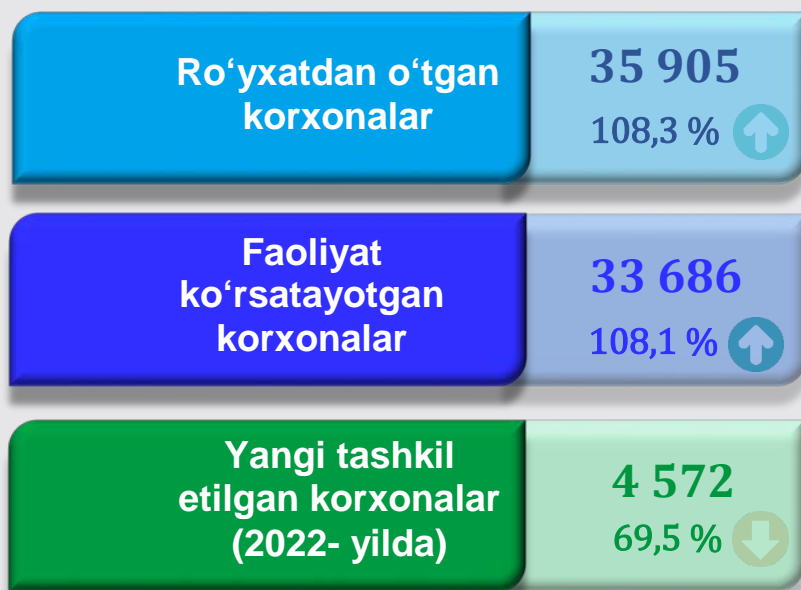 Ro‘yxatdan o‘tgan
korxonalar
35 905
108,3 %
Faoliyat
ko‘rsatayotgan
korxonalar
33 686
108,1 %
Yangi tashkil
etilgan korxonalar
(2022- yilda)
4 572
69,5 %